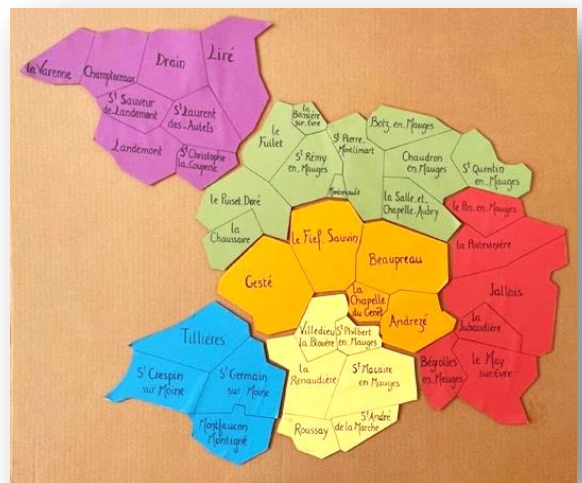 la Varenne
Champtoceaux
Drain
Liré
St Sauveur
de Landemont
St Laurent
des Autels
Landemont
St Christophe
la Couperie
la
Boissière
sur Evre
le
Fuilet
St Rémy
en
Mauges
St Pierre
Montlimart
Montrevault
Botz en Mauges
Chaudron
en
Mauges
St Quentin
en Mauges
le Puiset Doré
la
Chaussaire
la Salle et
Chapelle Aubry
le Pin en Mauges
la Poitevinière
Jallais
la
Jubaudière
Bégrolles
en Mauges
le May
sur Evre
le Fief Sauvin
Beaupreau
Gesté
la
Chapelle
du Genêt
Andrezé
Villedieu
la Blouère
St Philbert
en
Mauges
la
Renaudière
St Macaire
en Mauges
Roussay
St André
de la Marche
Tillières
St Crespin
sur Moine
St Germain
sur Moine
Montfaucon
Montigné